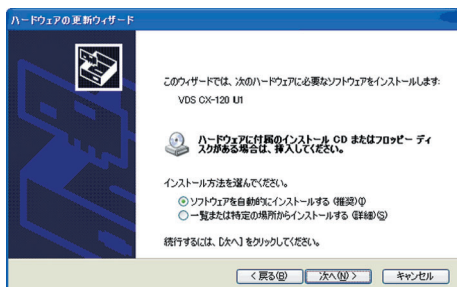 ハードウェアの更新ウィザード
このウィザードでは、次のハードウェアに必要なソフトウェアをインストールします:
VDS CX-120 U1
ハードウェアに付属のインストール CD またはフロッピー ディ
スクがある場合は、挿入してください。
インストール方法を選んでください。
ソフトウェアを自動的にインストールする (推奨)(I)
一覧または特定の場所からインストールする (詳細)(S)
続行するには、[次へ] をクリックしてください。
< 戻る(B)
次へ(N) >
キャンセル